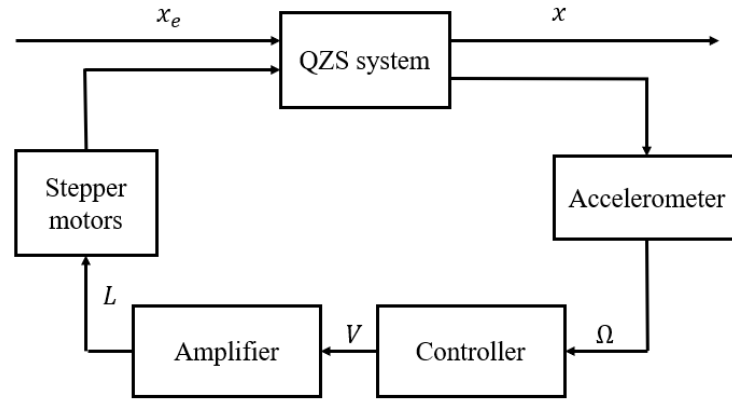 x_e
x
QZS system
Stepper
motors
Accelerometer
L
V
Ω
Amplifier
Controller